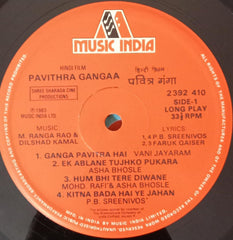 MUSIC INDIA
HINDI FILM
हिन्दी फ़िल्म
PAVITHRA GANGAA
पवित्र गंगा
SHREE SHARADA CINE
PRODUCTIONS
2392 410
℗ 1983
MUSIC INDIA LTD.
SIDE-1
LONG PLAY
33⅓ RPM
MUSIC:
M. RANGA RAO &
DILSHAD KAMAL
LYRICS
1,4 P.B. SREENIVOS
2,3 FARUK QAISER
1. GANGA PAVITRA HAI VANI JAYARAM
2. EK ABLANE TUJHKO PUKARA
ASHA BHOSLE
3. HUM BHI TERE DIWANE
MOHD. RAFI & ASHA BHOSLE
4. KITNA BADA HAI YE JAHAN
P.B. SREENIVOS